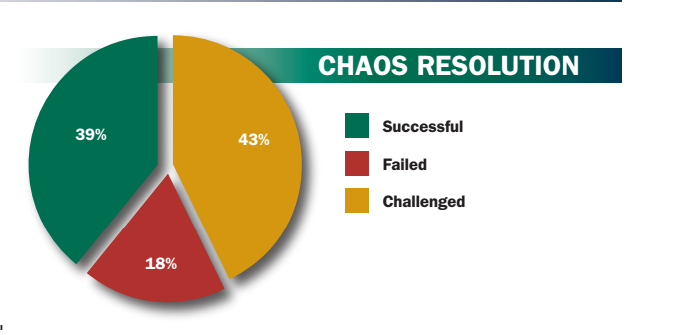 CHAOS RESOLUTION
39%
43%
18%
Successful
Failed
Challenged